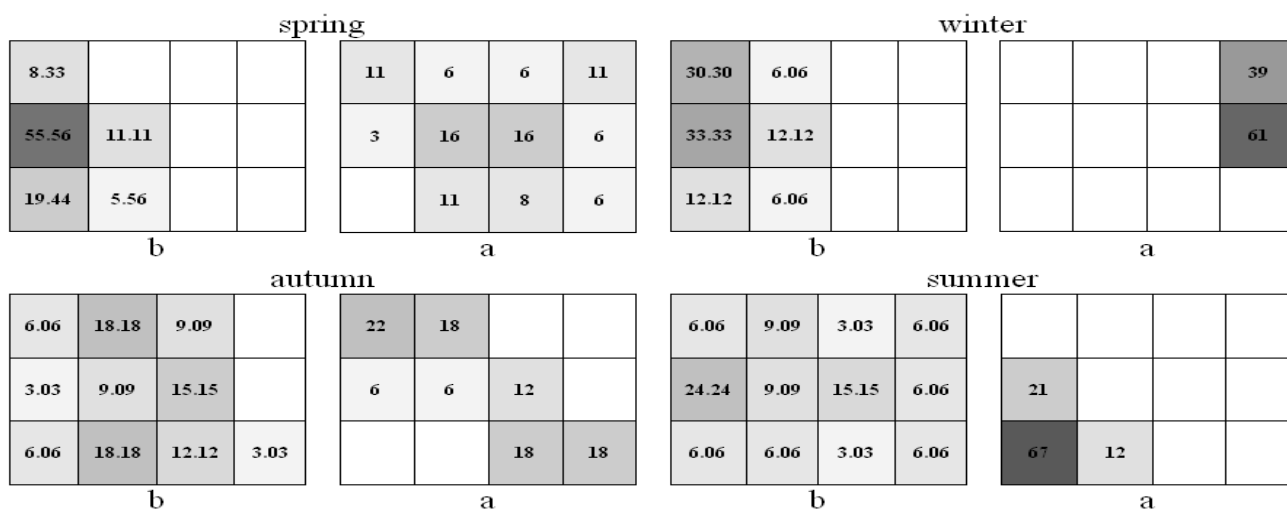 spring winter
8.33 11 6 6 11 30.30 6.06 39
55.56 11.11 3 16 16 6 33.33 12.12 61
19.44 5.56 11 8 6 12.12 6.06
b a b a
autumn summer
6.06 18.18 9.09 22 18 6.06 9.09 3.03 6.06
3.03 9.09 15.15 6 6 12 24.24 9.09 15.15 6.06 21
6.06 18.18 12.12 3.03 18 18 6.06 6.06 3.03 6.06 67 12
b a b a